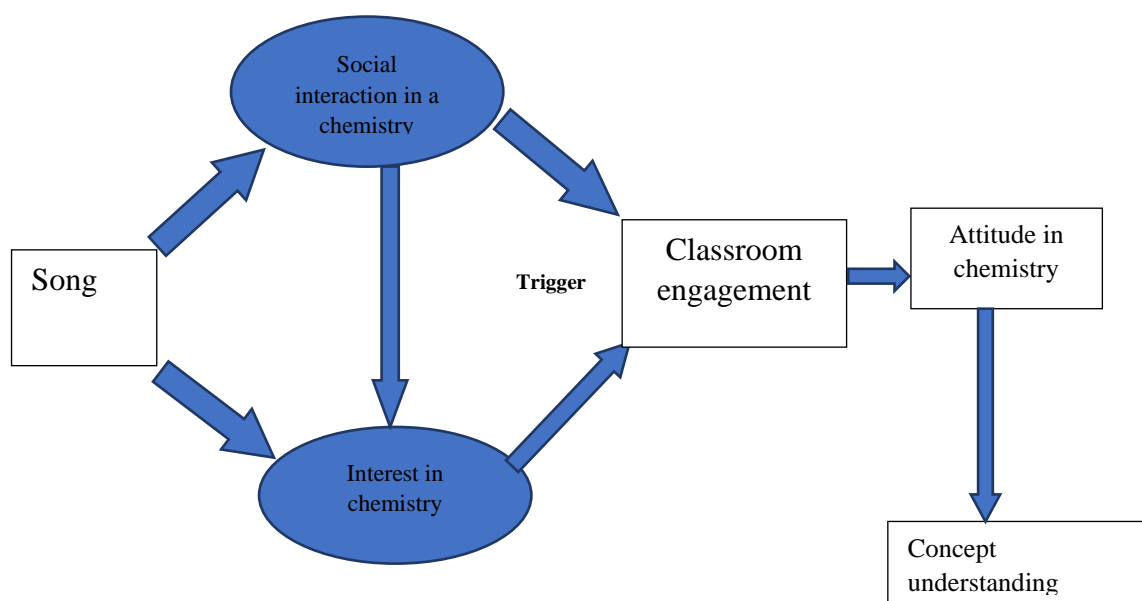 Social
interaction in a
chemistry
Song
Trigger
Classroom
engagement
Attitude in
chemistry
Interest in
chemistry
Concept
understanding